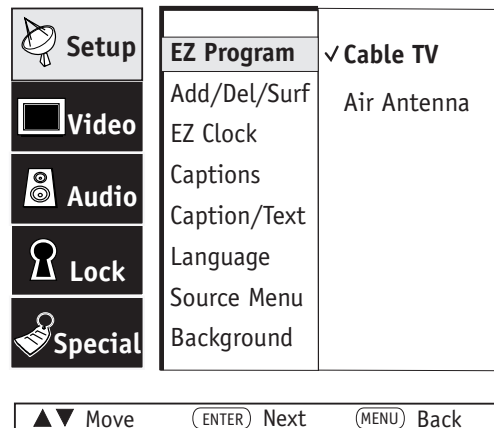 Setup
Video
Audio
Lock
Special
EZ Program
Add/Del/Surf
EZ Clock
Captions
Caption/Text
Language
Source Menu
Background
✓ Cable TV
Air Antenna
▲▼ Move ENTER Next MENU Back